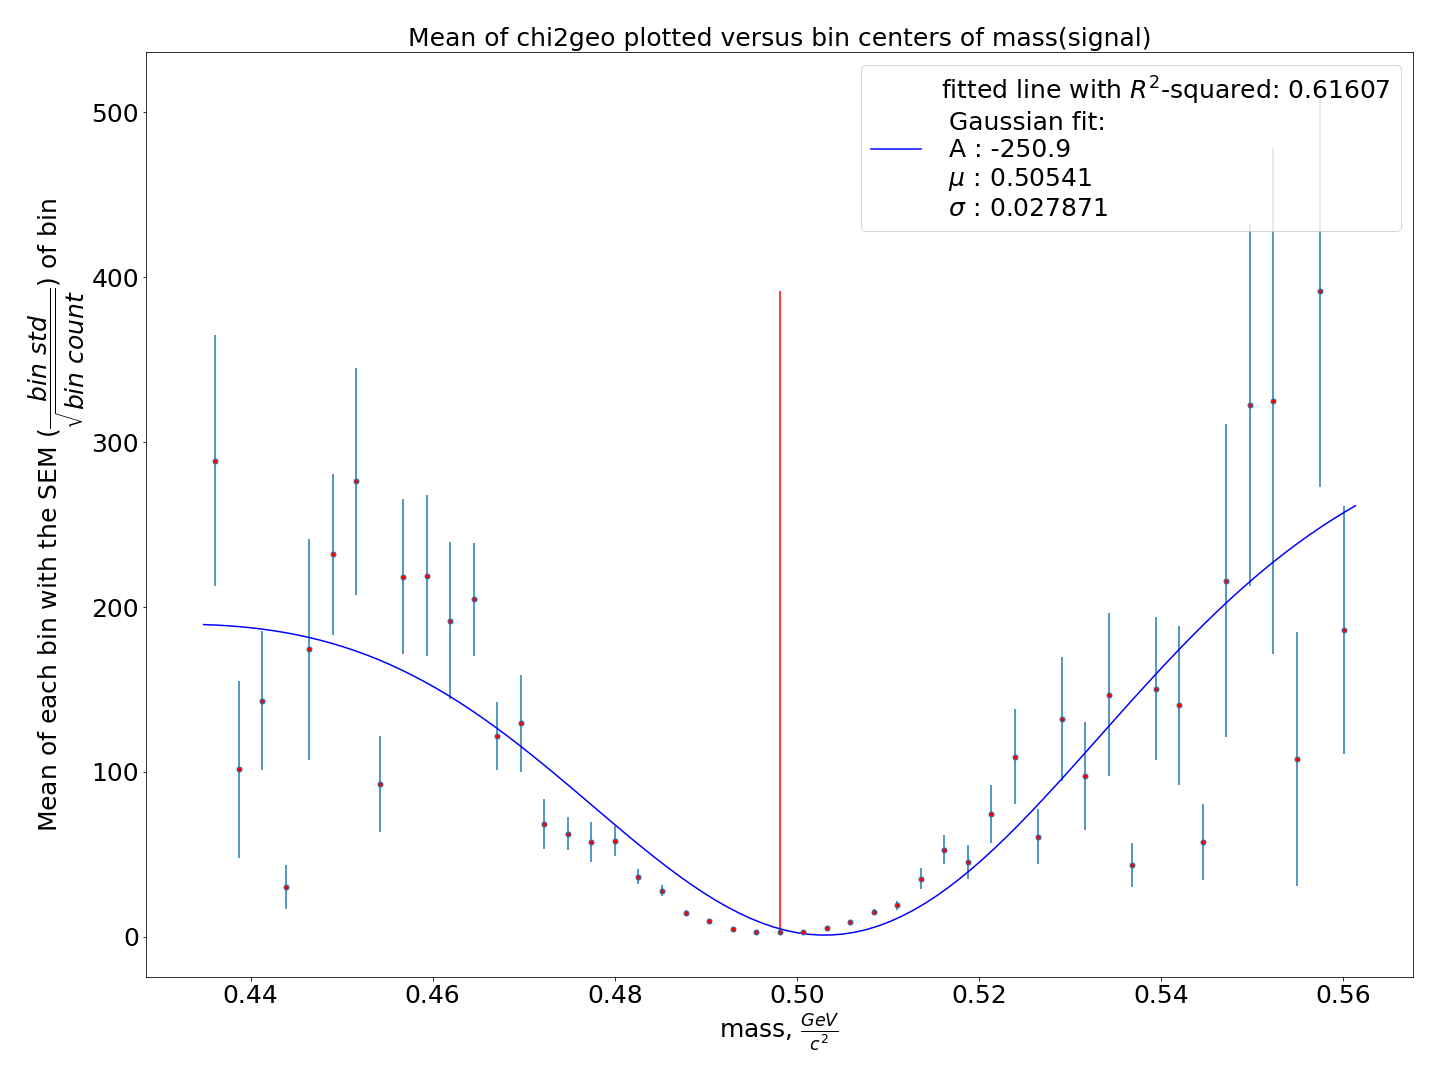 Mean of chi2geo plotted versus bin centers of mass(signal)
fitted line with R²-squared: 0.61607
Gaussian fit:
A : -250.9
μ : 0.50541
σ : 0.027871
Mean of each bin with the SEM (bin std / √bin count) of bin
500
400
300
200
100
0
0.44 0.46 0.48 0.50 0.52 0.54 0.56
mass, GeV/c²